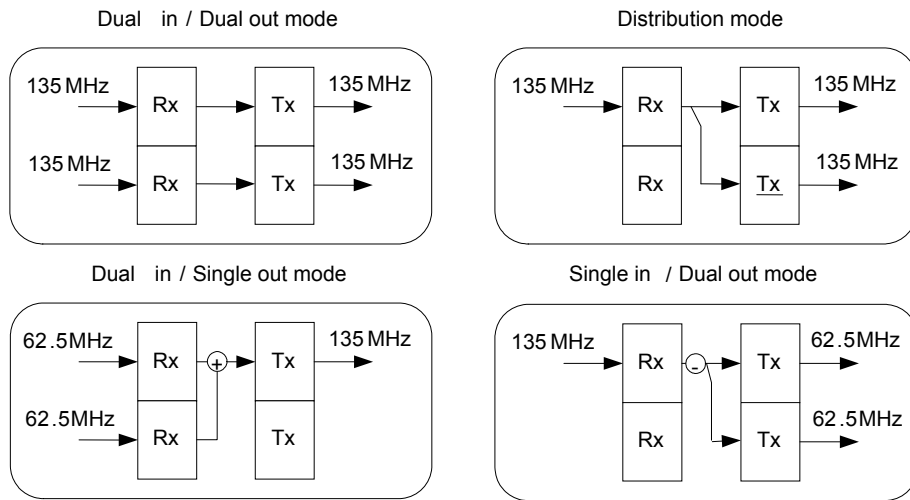 Dual in / Dual out mode
135 MHz Rx Tx 135 MHz
135 MHz Rx Tx 135 MHz
Distribution mode
135 MHz Rx Tx 135 MHz
Rx Tx 135 MHz
Dual in / Single out mode
62.5MHz Rx + Tx 135 MHz
62.5MHz Rx Tx
Single in / Dual out mode
135 MHz Rx - Tx 62.5MHz
Rx Tx 62.5MHz